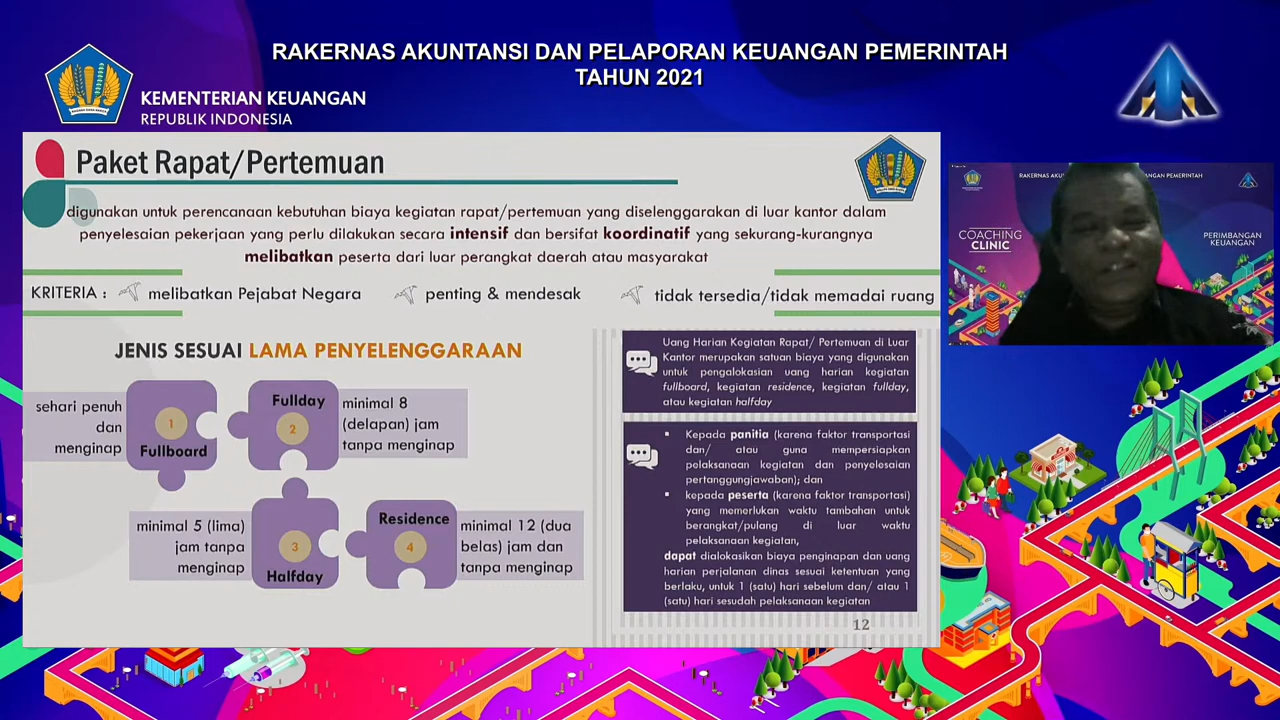 RAKERNAS AKUNTANSI DAN PELAPORAN KEUANGAN PEMERINTAH
TAHUN 2021
KEMENTERIAN KEUANGAN
REPUBLIK INDONESIA
Paket Rapat/Pertemuan
digunakan untuk perencanaan kebutuhan biaya kegiatan rapat/pertemuan yang diselenggarakan di luar kantor dalam
penyelesaian pekerjaan yang perlu dilakukan secara intensif dan bersifat koordinatif yang sekurang-kurangnya
melibatkan peserta dari luar perangkat daerah atau masyarakat
KRITERIA : melibatkan Pejabat Negara penting & mendesak tidak tersedia/tidak memadai ruang
JENIS SESUAI LAMA PENYELENGGARAAN
sehari penuh
dan
menginap
1
Fullboard
Fullday
2
minimal 8
(delapan) jam
tanpa menginap
minimal 5 (lima)
jam tanpa
menginap
3
Halfday
Residence
4
minimal 12 (dua
belas) jam dan
tanpa menginap
Uang Harian Kegiatan Rapat/ Pertemuan di Luar
Kantor merupakan satuan biaya yang digunakan
untuk pengalokasian uang harian kegiatan
fullboard, kegiatan residence, kegiatan fullday,
atau kegiatan halfday
▪ Kepada panitia (karena faktor transportasi
dan/ atau guna mempersiapkan
pelaksanaan kegiatan dan penyelesaian
pertanggungjawaban); dan
▪ kepada peserta (karena faktor transportasi)
yang memerlukan waktu tambahan untuk
berangkat/pulang di luar waktu
pelaksanaan kegiatan,
dapat dialokasikan biaya penginapan dan uang
harian perjalanan dinas sesuai ketentuan yang
berlaku, untuk 1 (satu) hari sebelum dan/ atau 1
(satu) hari sesudah pelaksanaan kegiatan
12
RAKERNAS
PEMERINTAH
COACHING
CLINIC
PERIMBANGAN
KEUANGAN